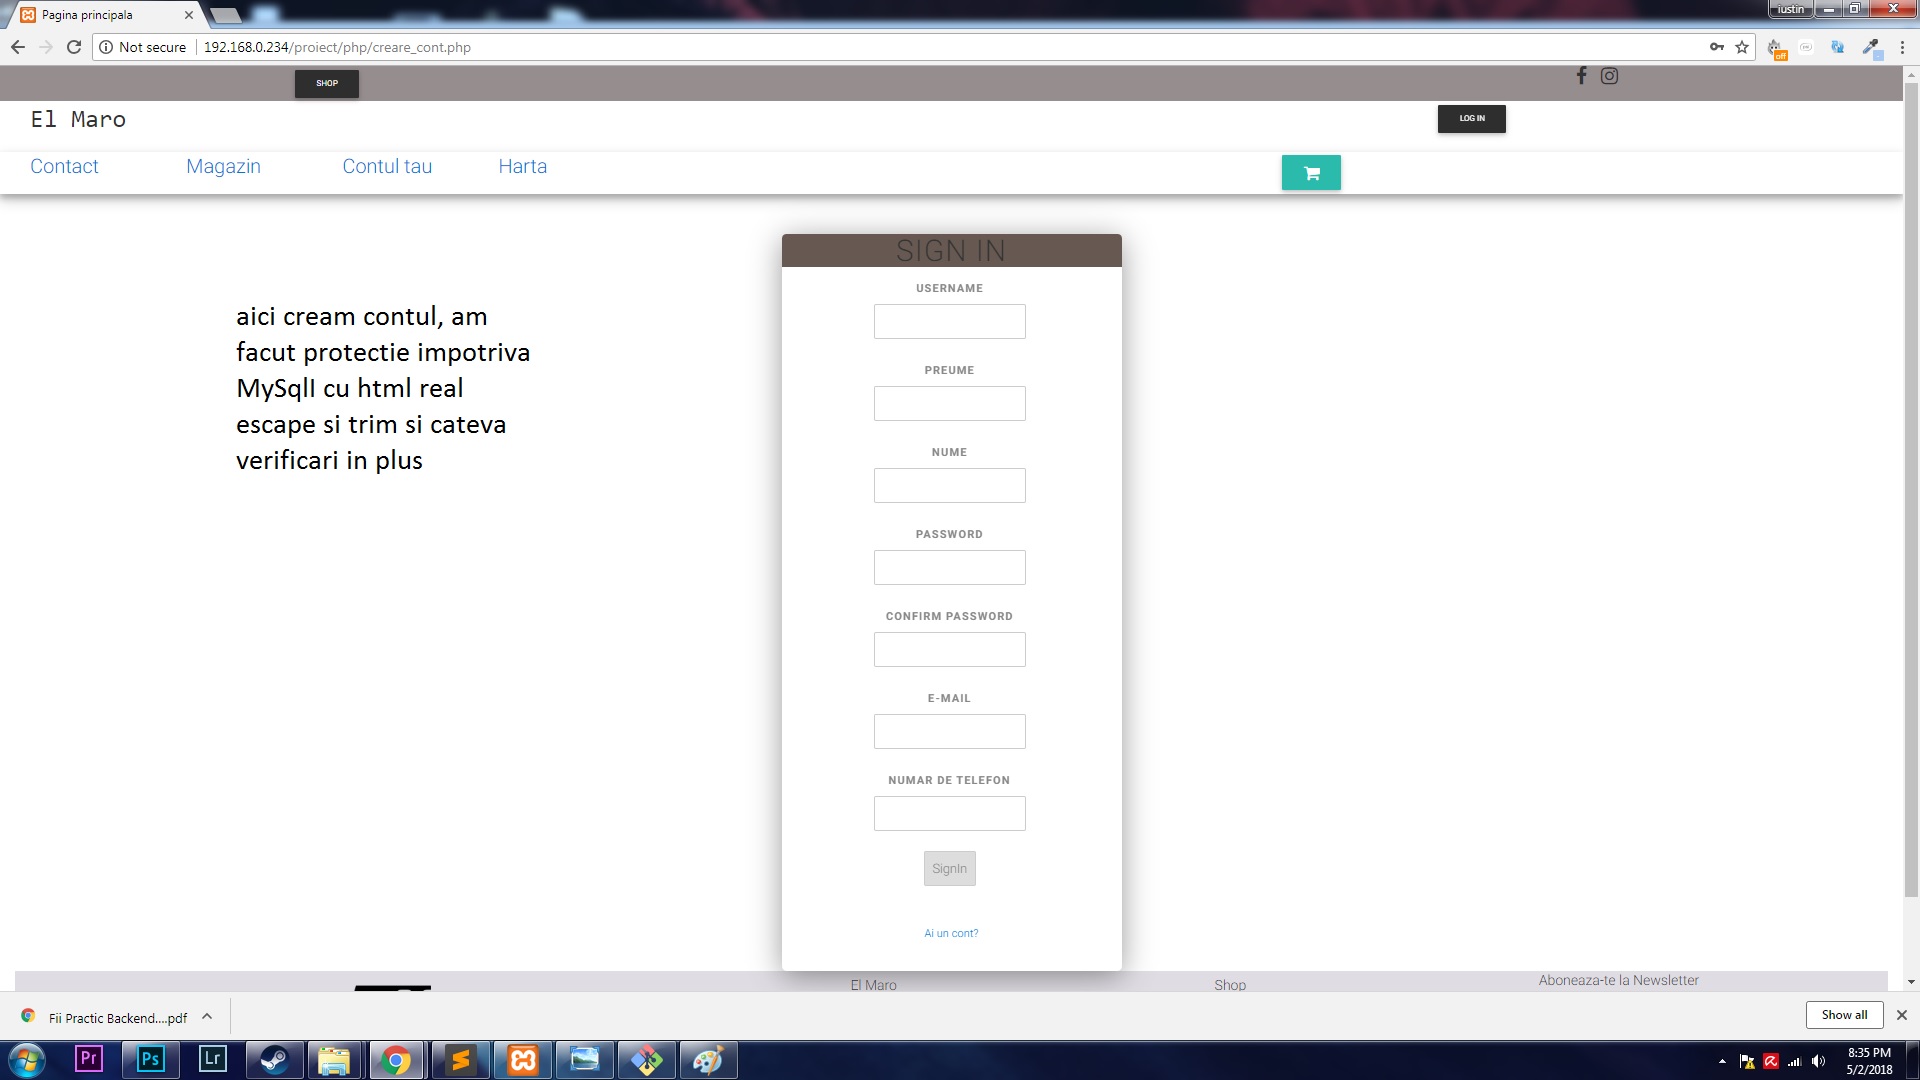 Pagina principala
iustin
Not secure
192.168.0.234/proiect/php/creare_cont.php
off
SHOP
El Maro
LOG IN
Contact
Magazin
Contul tau
Harta
SIGN IN
USERNAME
PREUME
NUME
PASSWORD
CONFIRM PASSWORD
E-MAIL
NUMAR DE TELEFON
SignIn
Ai un cont?
aici cream contul, am
facut protectie impotriva
MySqlI cu html real
escape si trim si cateva
verificari in plus
El Maro
Shop
Aboneaza-te la Newsletter
Fii Practic Backend....pdf
Show all
Pr
Ps
Lr
8:35 PM
5/2/2018